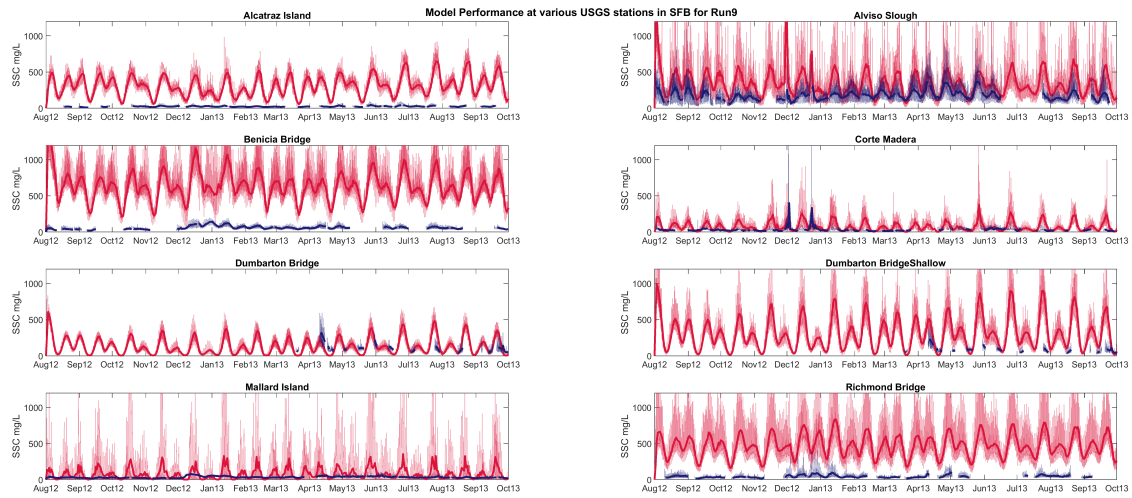 Model Performance at various USGS stations in SFB for Run9
Alcatraz Island
SSC mg/L
1000
500
0
Aug12 Sep12 Oct12 Nov12 Dec12 Jan13 Feb13 Mar13 Apr13 May13 Jun13 Jul13 Aug13 Sep13 Oct13
Alviso Slough
SSC mg/L
1000
500
0
Aug12 Sep12 Oct12 Nov12 Dec12 Jan13 Feb13 Mar13 Apr13 May13 Jun13 Jul13 Aug13 Sep13 Oct13
Benicia Bridge
SSC mg/L
1000
500
0
Aug12 Sep12 Oct12 Nov12 Dec12 Jan13 Feb13 Mar13 Apr13 May13 Jun13 Jul13 Aug13 Sep13 Oct13
Corte Madera
SSC mg/L
1000
500
0
Aug12 Sep12 Oct12 Nov12 Dec12 Jan13 Feb13 Mar13 Apr13 May13 Jun13 Jul13 Aug13 Sep13 Oct13
Dumbarton Bridge
SSC mg/L
1000
500
0
Aug12 Sep12 Oct12 Nov12 Dec12 Jan13 Feb13 Mar13 Apr13 May13 Jun13 Jul13 Aug13 Sep13 Oct13
Dumbarton BridgeShallow
SSC mg/L
1000
500
0
Aug12 Sep12 Oct12 Nov12 Dec12 Jan13 Feb13 Mar13 Apr13 May13 Jun13 Jul13 Aug13 Sep13 Oct13
Mallard Island
SSC mg/L
1000
500
0
Aug12 Sep12 Oct12 Nov12 Dec12 Jan13 Feb13 Mar13 Apr13 May13 Jun13 Jul13 Aug13 Sep13 Oct13
Richmond Bridge
SSC mg/L
1000
500
0
Aug12 Sep12 Oct12 Nov12 Dec12 Jan13 Feb13 Mar13 Apr13 May13 Jun13 Jul13 Aug13 Sep13 Oct13